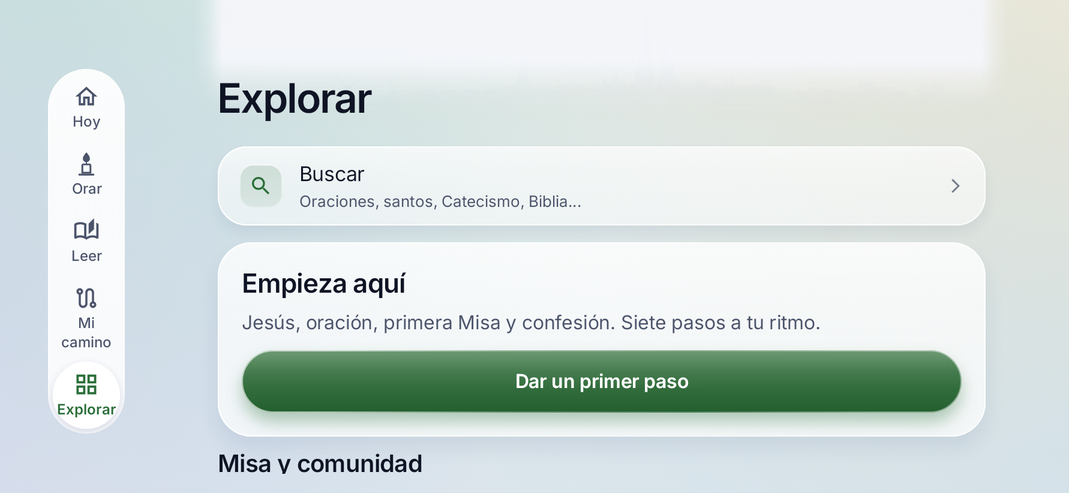 Hoy
Orar
Leer
Mi
camino
Explorar
Explorar
Buscar
Oraciones, santos, Catecismo, Biblia...
Empieza aquí
Jesús, oración, primera Misa y confesión. Siete pasos a tu ritmo.
Dar un primer paso
Misa y comunidad